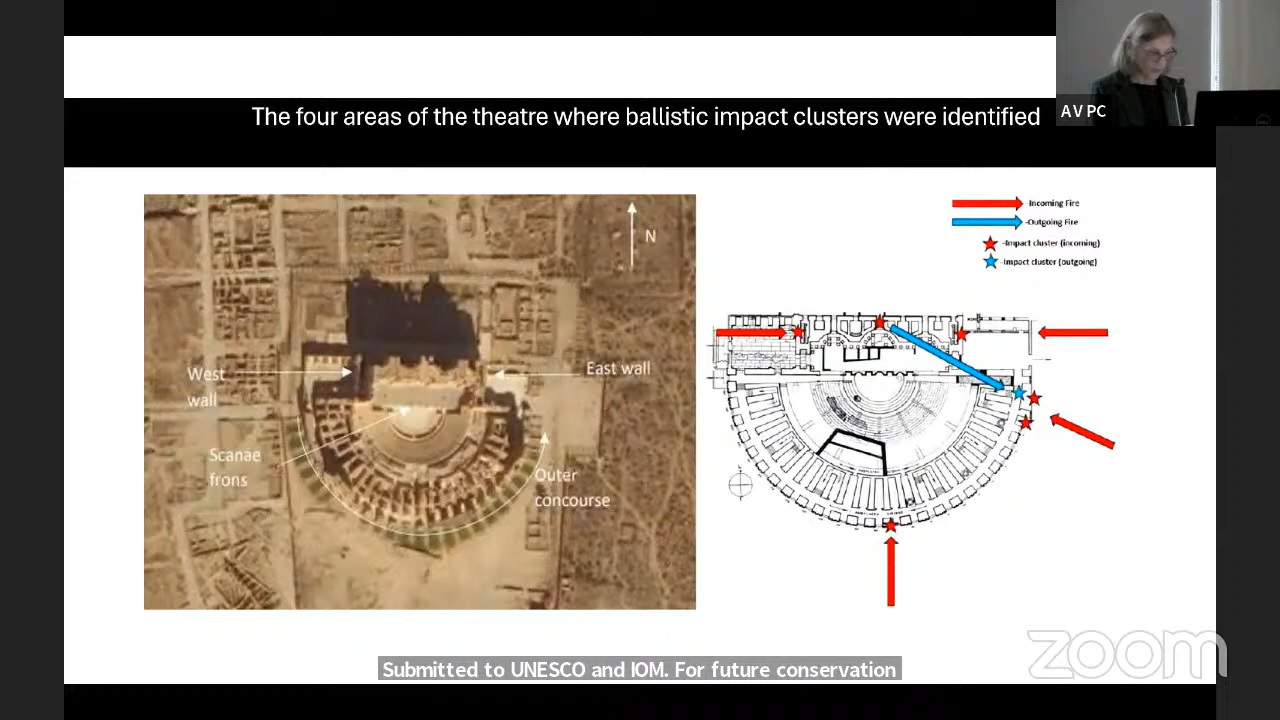 The four areas of the theatre where ballistic impact clusters were identified
AV PC
N
West
wall
East wall
Scanae
frons
Outer
concourse
-Incoming Fire
-Outgoing Fire
-Impact cluster (incoming)
-Impact cluster (outgoing)
Submitted to UNESCO and IOM. For future conservation
zoom